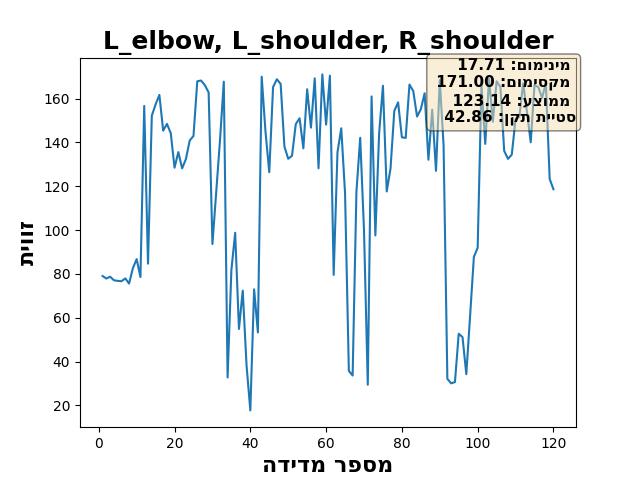 L_elbow, L_shoulder, R_shoulder
מינימום: 17.71
מקסימום: 171.00
ממוצע: 123.14
סטיית תקן: 42.86
160
140
120
100
80
60
40
20
זווית
0 20 40 60 80 100 120
מספר מדידה